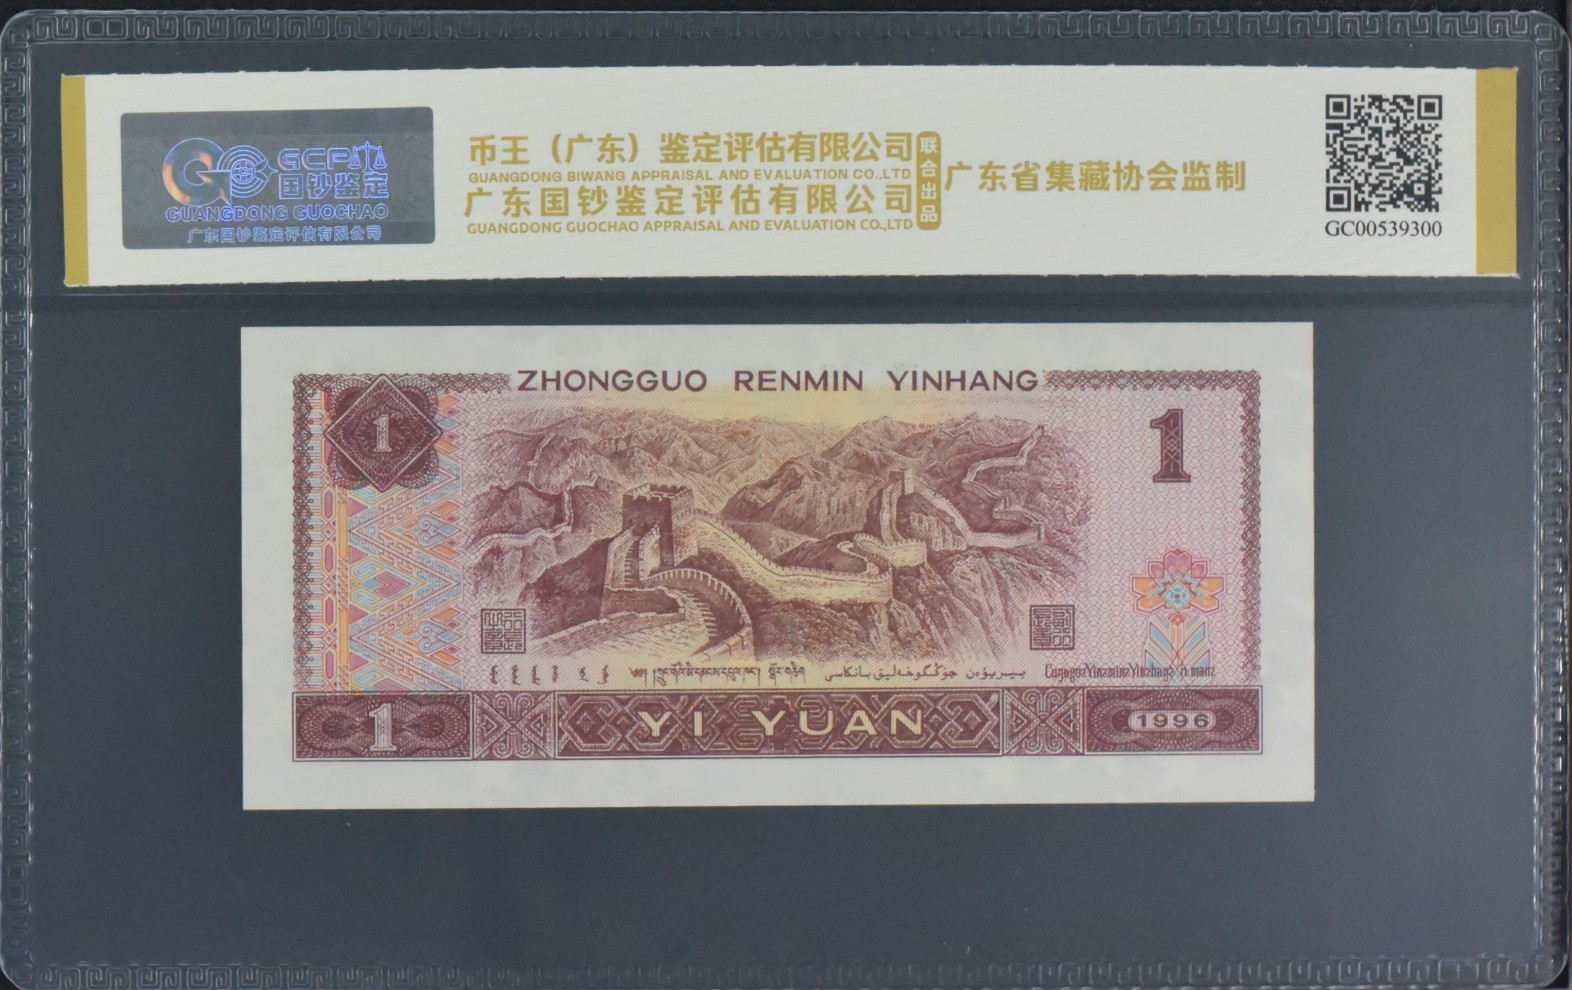 GCP
国钞鉴定
GUANGDONG GUOCHAO
广东国钞鉴定评估有限公司
币王（广东）鉴定评估有限公司
GUANGDONG BIWANG APPRAISAL AND EVALUATION CO.,LTD
广东国钞鉴定评估有限公司
GUANGDONG GUOCHAO APPRAISAL AND EVALUATION CO.,LTD
联合出品
广东省集藏协会监制
GC00539300
ZHONGGUO RENMIN YINHANG
1
1
1
YI YUAN
1996